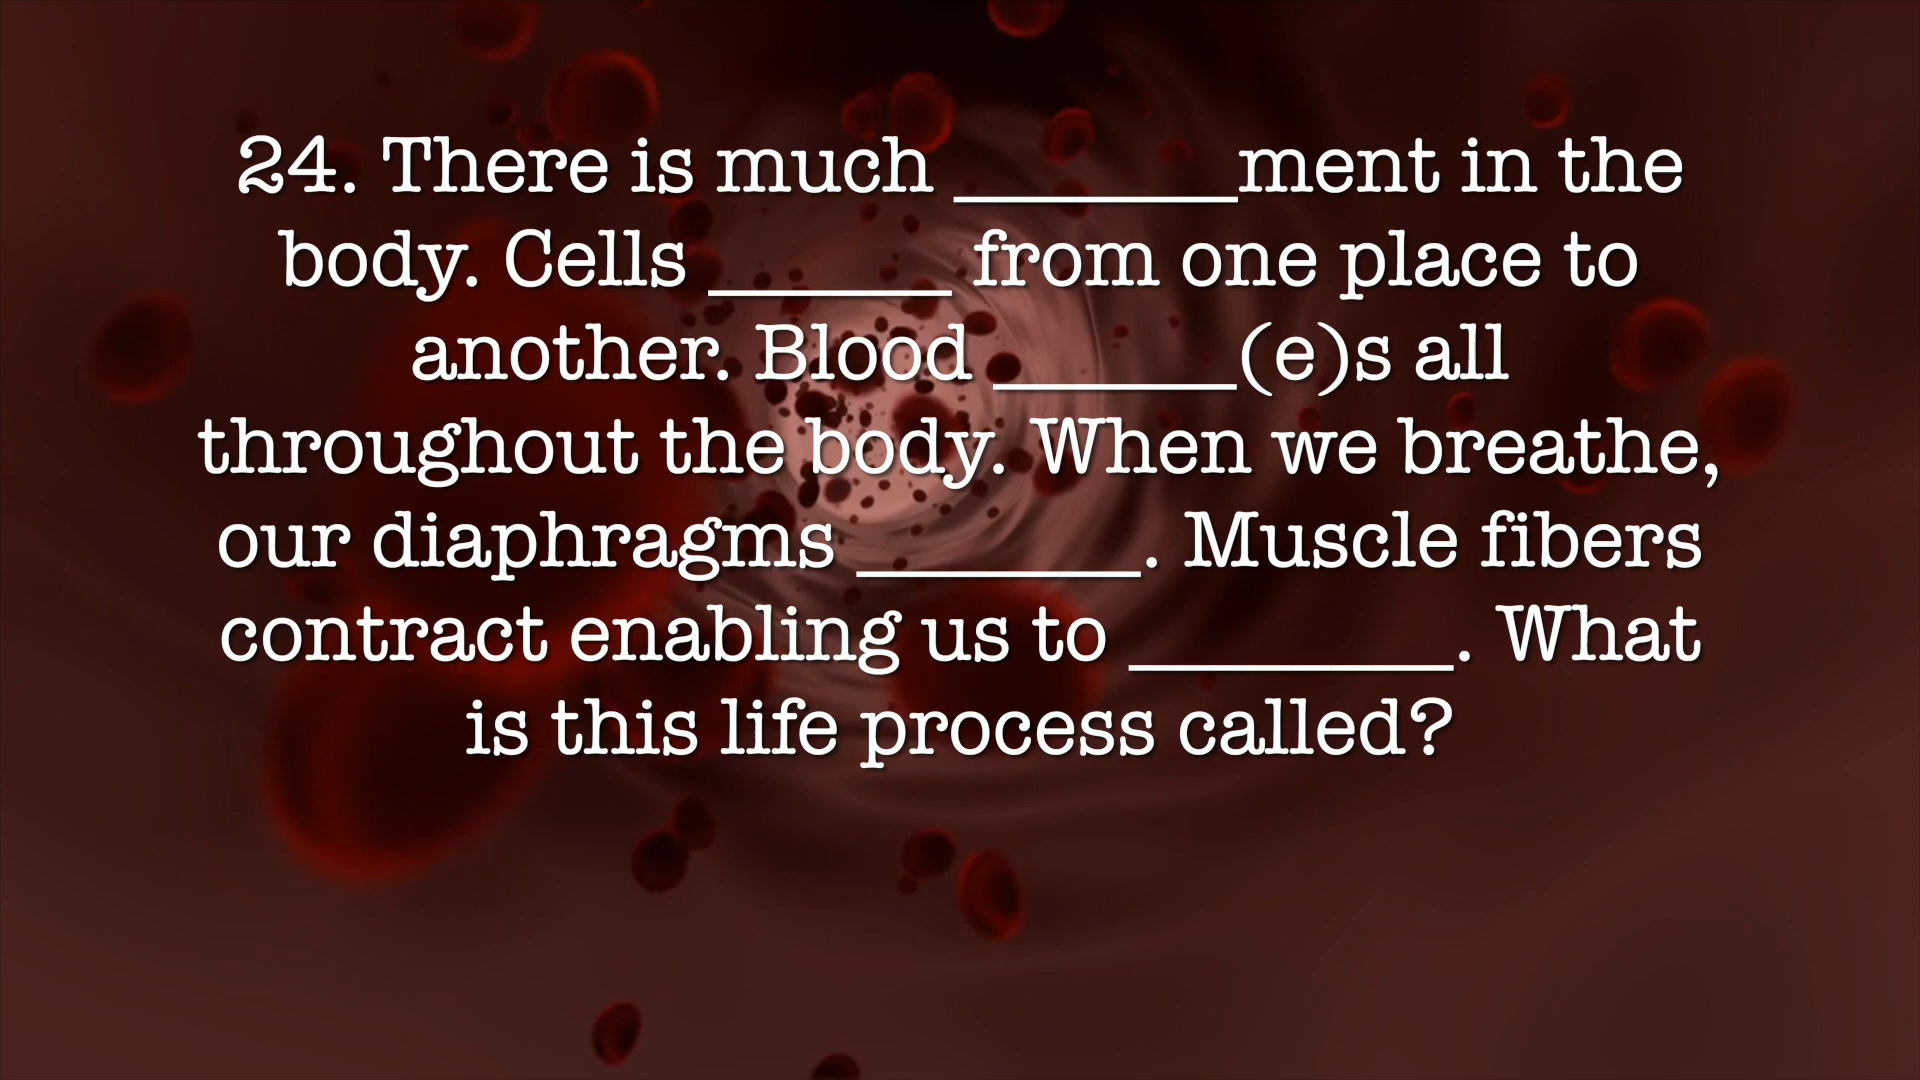 24. There is much _______ment in the
body. Cells ______ from one place to
another. Blood ______(e)s all
throughout the body. When we breathe,
our diaphragms _______. Muscle fibers
contract enabling us to ________. What
is this life process called?